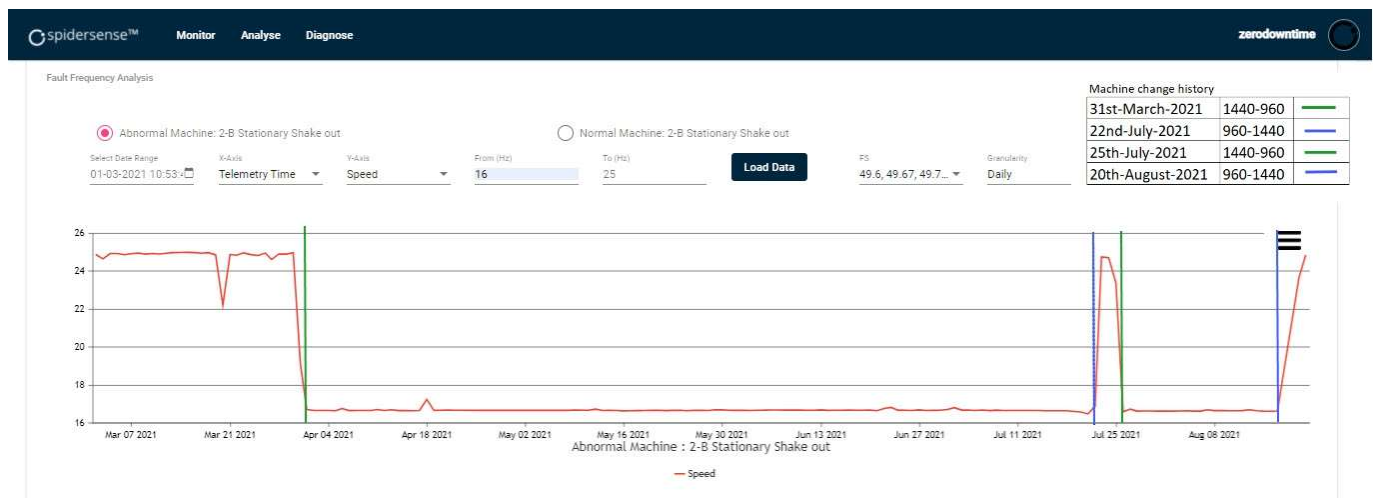 spidersense™ Monitor Analyse Diagnose zerodowntime
Fault Frequency Analysis
Machine change history
31st-March-2021 1440-960
22nd-July-2021 960-1440
25th-July-2021 1440-960
20th-August-2021 960-1440
Abnormal Machine: 2-B Stationary Shake out Normal Machine: 2-B Stationary Shake out
Select Date Range X-Axis Y-Axis From (Hz) To (Hz) FS Granularity
01-03-2021 10:53:4 Telemetry Time Speed 16 25 Load Data 49.6, 49.67, 49.7... Daily
26
24
22
20
18
16
Mar 07 2021 Mar 21 2021 Apr 04 2021 Apr 18 2021 May 02 2021 May 16 2021 May 30 2021 Jun 13 2021 Jun 27 2021 Jul 11 2021 Jul 25 2021 Aug 08 2021
Abnormal Machine : 2-B Stationary Shake out
Speed